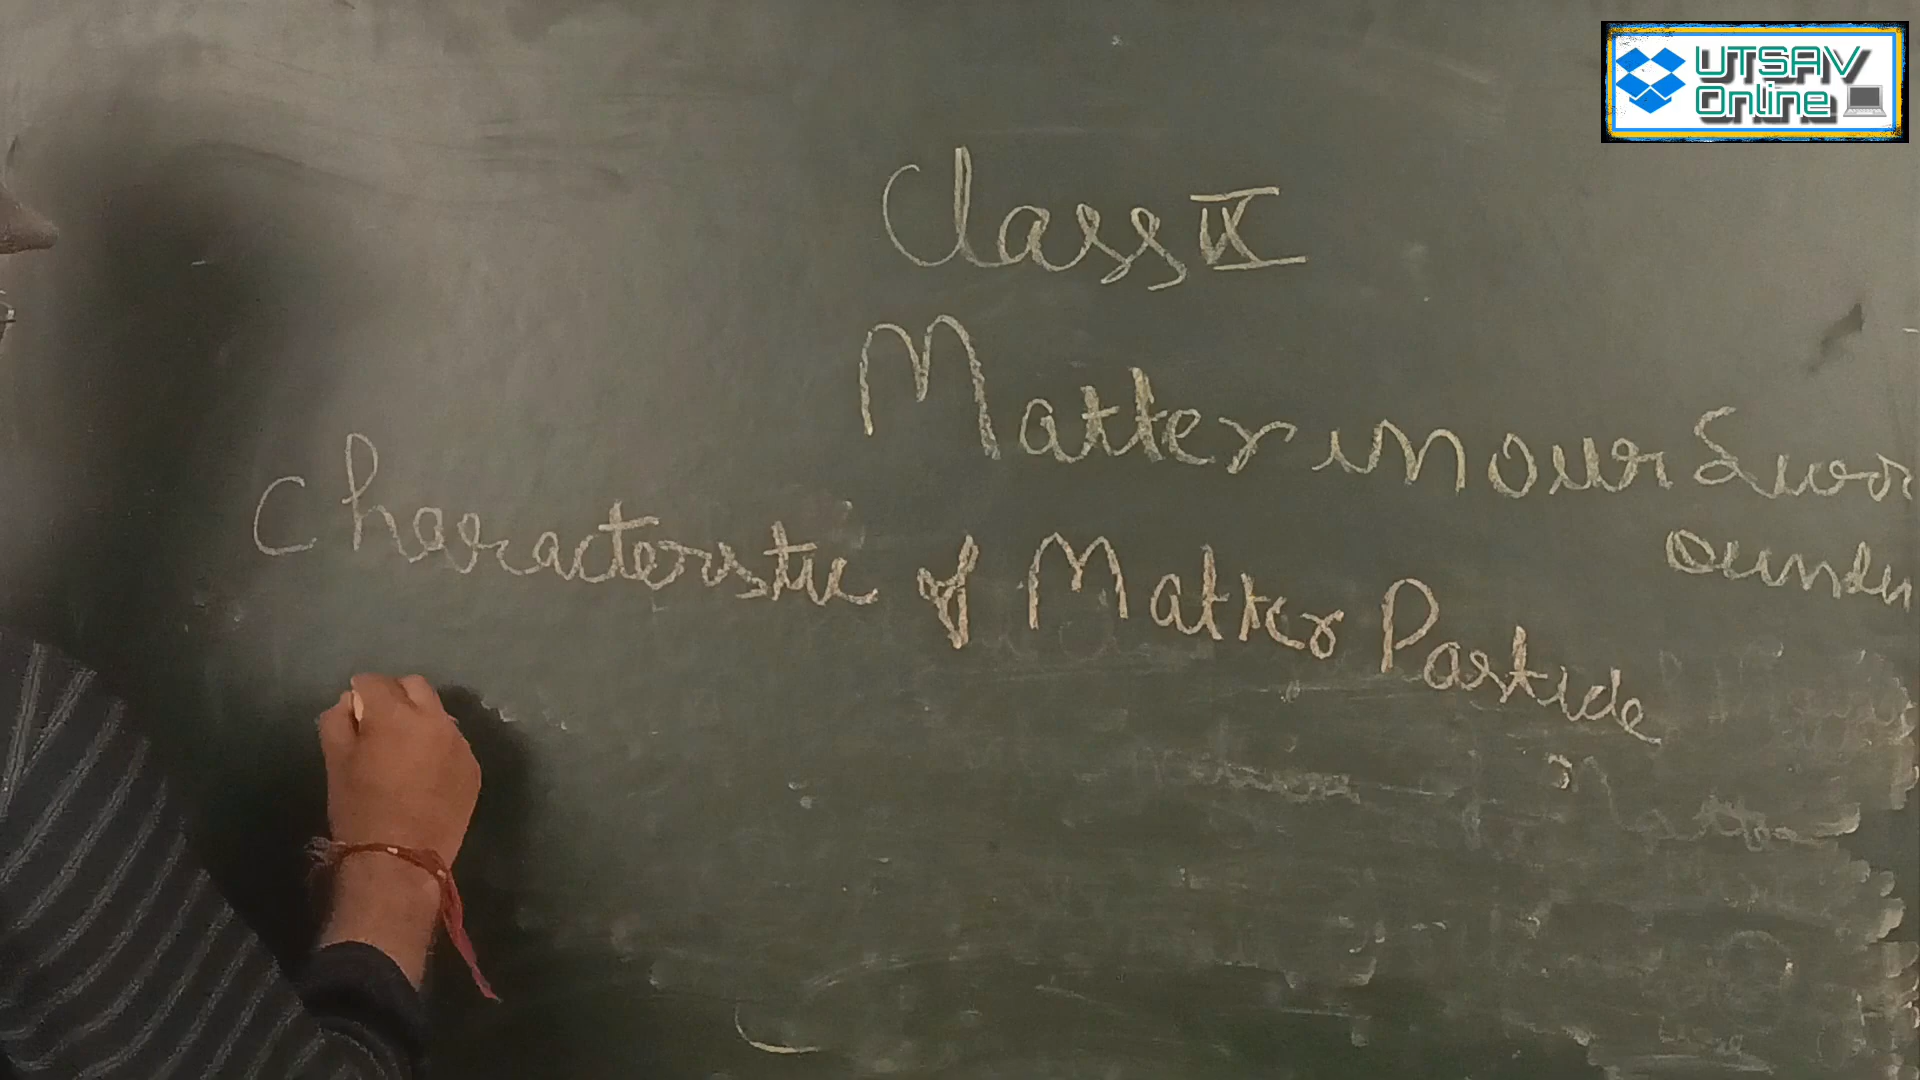 UTSAV
Online
Class IX
Matter in our Surr
ounding
Characterstic of Matter Particle